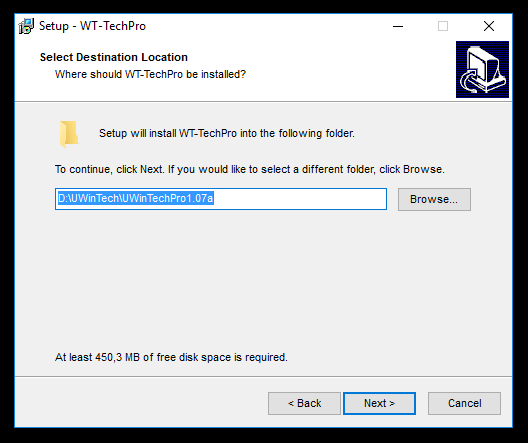 Setup - WT-TechPro
Select Destination Location
Where should WT-TechPro be installed?
Setup will install WT-TechPro into the following folder.
To continue, click Next. If you would like to select a different folder, click Browse.
D:\UWinTech\UWinTechPro1.07a
Browse...
At least 450,3 MB of free disk space is required.
< Back
Next >
Cancel